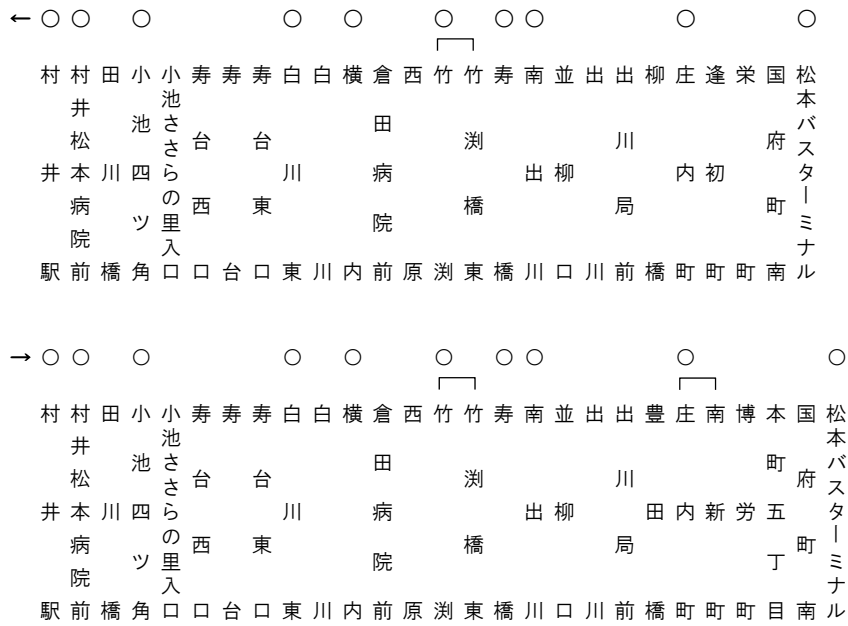 松本バスターミナル
国府町南
栄町
逢初町
庄内町
柳橋
出川局前
出川
並柳口
南出川
寿橋
竹渕橋東
竹渕
西原
倉田病院前
横内
白川
白川東
寿台東口
寿台
寿台西口
小池ささらの里入口
小池四ツ角
田川橋
村井松本病院前
村井駅
松本バスターミナル
国府町南
本町五丁目
博労町
南新町
庄内町
豊田橋
出川局前
出川
並柳口
南出川
寿橋
竹渕橋東
竹渕
西原
倉田病院前
横内
白川
白川東
寿台東口
寿台
寿台西口
小池ささらの里入口
小池四ツ角
田川橋
村井松本病院前
村井駅